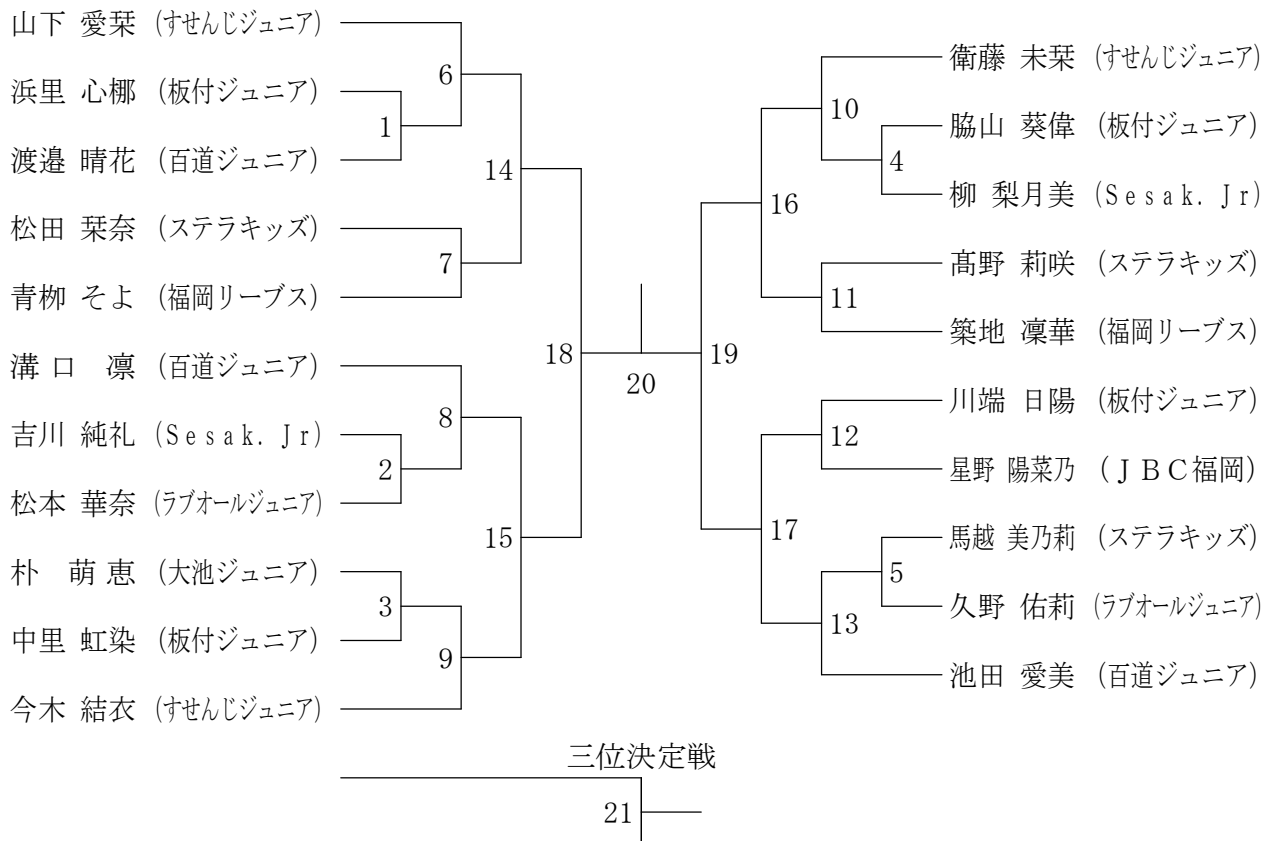 山下 愛栞 (すせんじジュニア)
浜里 心梛 (板付ジュニア)
渡邉 晴花 (百道ジュニア)
松田 栞奈 (ステラキッズ)
青栁 そよ (福岡リーブス)
溝口 凛 (百道ジュニア)
吉川 純礼 (Sesak. Jr)
松本 華奈 (ラブオールジュニア)
朴 萌恵 (大池ジュニア)
中里 虹染 (板付ジュニア)
今木 結衣 (すせんじジュニア)
1
2
3
6
7
8
9
14
15
18
20
19
16
17
10
11
12
13
4
5
衛藤 未栞 (すせんじジュニア)
脇山 葵偉 (板付ジュニア)
柳 梨月美 (Sesak. Jr)
髙野 莉咲 (ステラキッズ)
築地 凜華 (福岡リーブス)
川端 日陽 (板付ジュニア)
星野 陽菜乃 (JBC福岡)
馬越 美乃莉 (ステラキッズ)
久野 佑莉 (ラブオールジュニア)
池田 愛美 (百道ジュニア)
三位決定戦
21